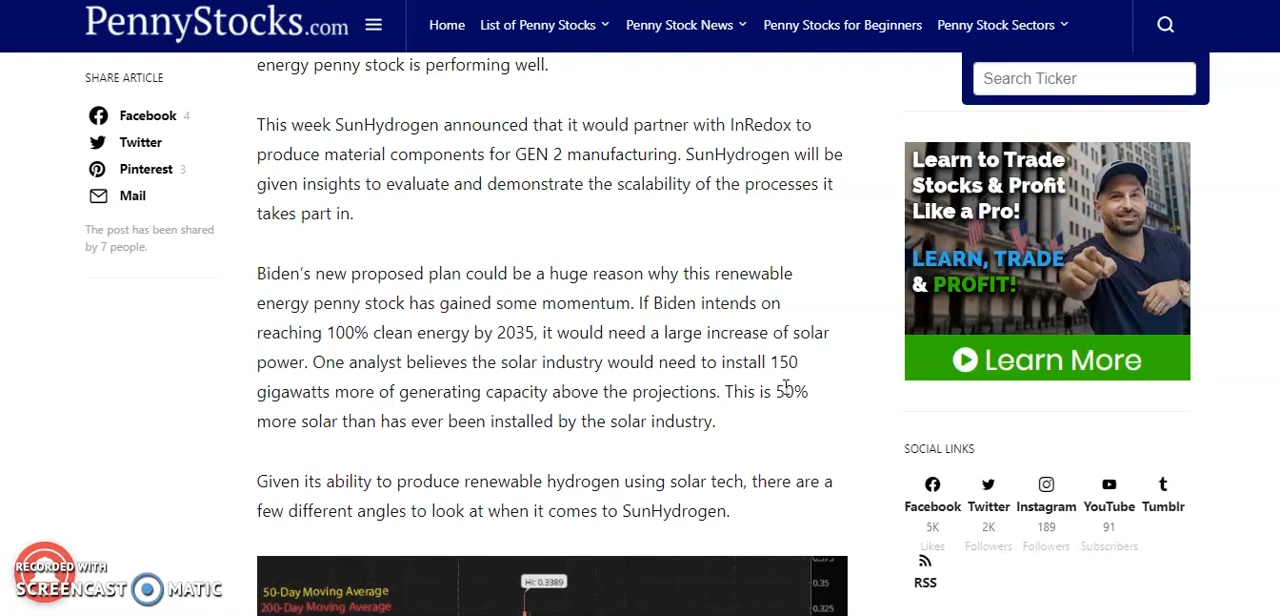 PennyStocks.com
Home List of Penny Stocks Penny Stock News Penny Stocks for Beginners Penny Stock Sectors
Search Ticker
SHARE ARTICLE
Facebook 4
Twitter
Pinterest 3
Mail
The post has been shared
by 7 people.
energy penny stock is performing well.
This week SunHydrogen announced that it would partner with InRedox to
produce material components for GEN 2 manufacturing. SunHydrogen will be
given insights to evaluate and demonstrate the scalability of the processes it
takes part in.
Biden's new proposed plan could be a huge reason why this renewable
energy penny stock has gained some momentum. If Biden intends on
reaching 100% clean energy by 2035, it would need a large increase of solar
power. One analyst believes the solar industry would need to install 150
gigawatts more of generating capacity above the projections. This is 50%
more solar than has ever been installed by the solar industry.
Given its ability to produce renewable hydrogen using solar tech, there are a
few different angles to look at when it comes to SunHydrogen.
Hi: 0.3389
50-Day Moving Average
200-Day Moving Average
0.375
0.35
0.325
Learn to Trade
Stocks & Profit
Like a Pro!
LEARN, TRADE
& PROFIT!
Learn More
SOCIAL LINKS
Facebook Twitter Instagram YouTube Tumblr
5K 2K 189 91
Likes Followers Followers Subscribers
RSS
RECORDED WITH
SCREENCAST MATIC